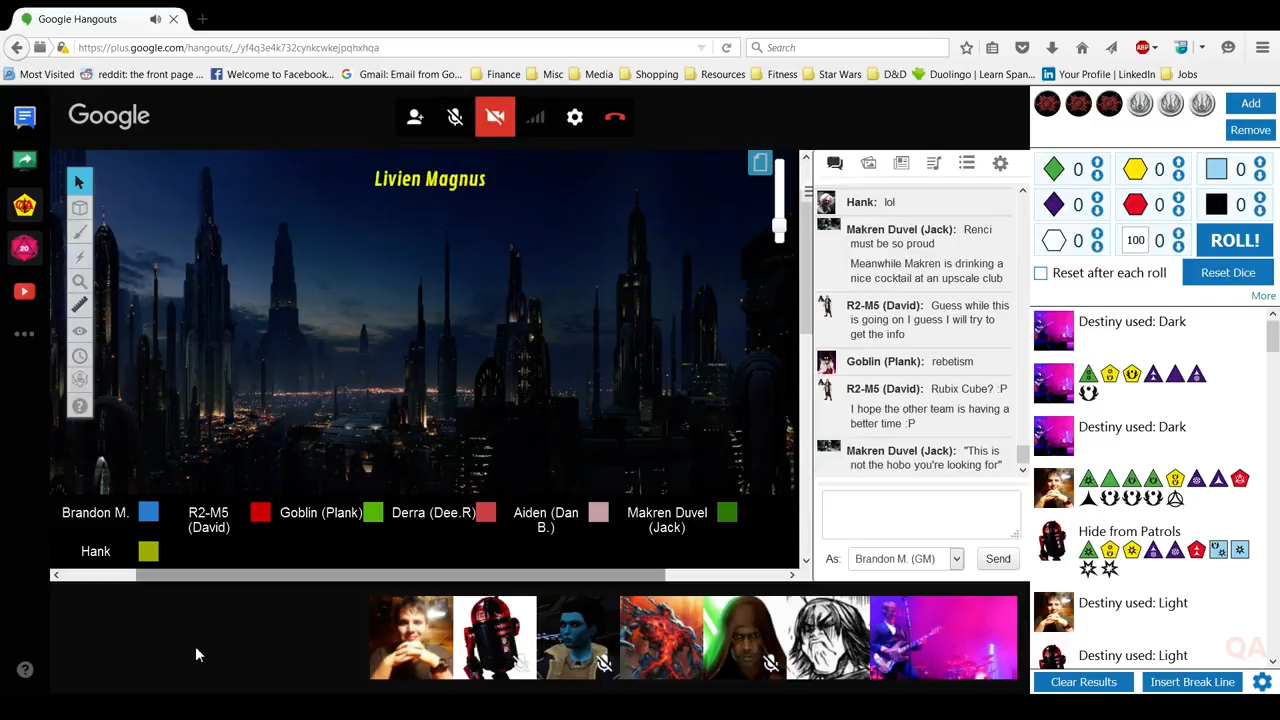 Google Hangouts
https://plus.google.com/hangouts/_/yf4q3e4k732cynkcwkejpqhxhqa
Search
ABP
Most Visited
reddit: the front page ...
Welcome to Facebook...
Gmail: Email from Go...
Finance
Misc
Media
Shopping
Resources
Fitness
Star Wars
D&D
Duolingo | Learn Span...
Your Profile | LinkedIn
Jobs
Google
Livien Magnus
20
Hank: lol
Makren Duvel (Jack): Renci
must be so proud
Meanwhile Makren is drinking a
nice cocktail at an upscale club
R2-M5 (David): Guess while this
is going on I guess I will try to
get the info
Goblin (Plank): rebetism
R2-M5 (David): Rubix Cube? :P
I hope the other team is having a
better time :P
Makren Duvel (Jack): "This is
not the hobo you're looking for"
As:
Brandon M. (GM)
Send
Brandon M.
R2-M5
(David)
Goblin (Plank)
Derra (Dee.R)
Aiden (Dan
B.)
Makren Duvel
(Jack)
Hank
Add
Remove
0
0
0
0
0
0
0
100
0
ROLL!
Reset after each roll
Reset Dice
More
Destiny used: Dark
Destiny used: Dark
Hide from Patrols
Destiny used: Light
Destiny used: Light
QA
Clear Results
Insert Break Line